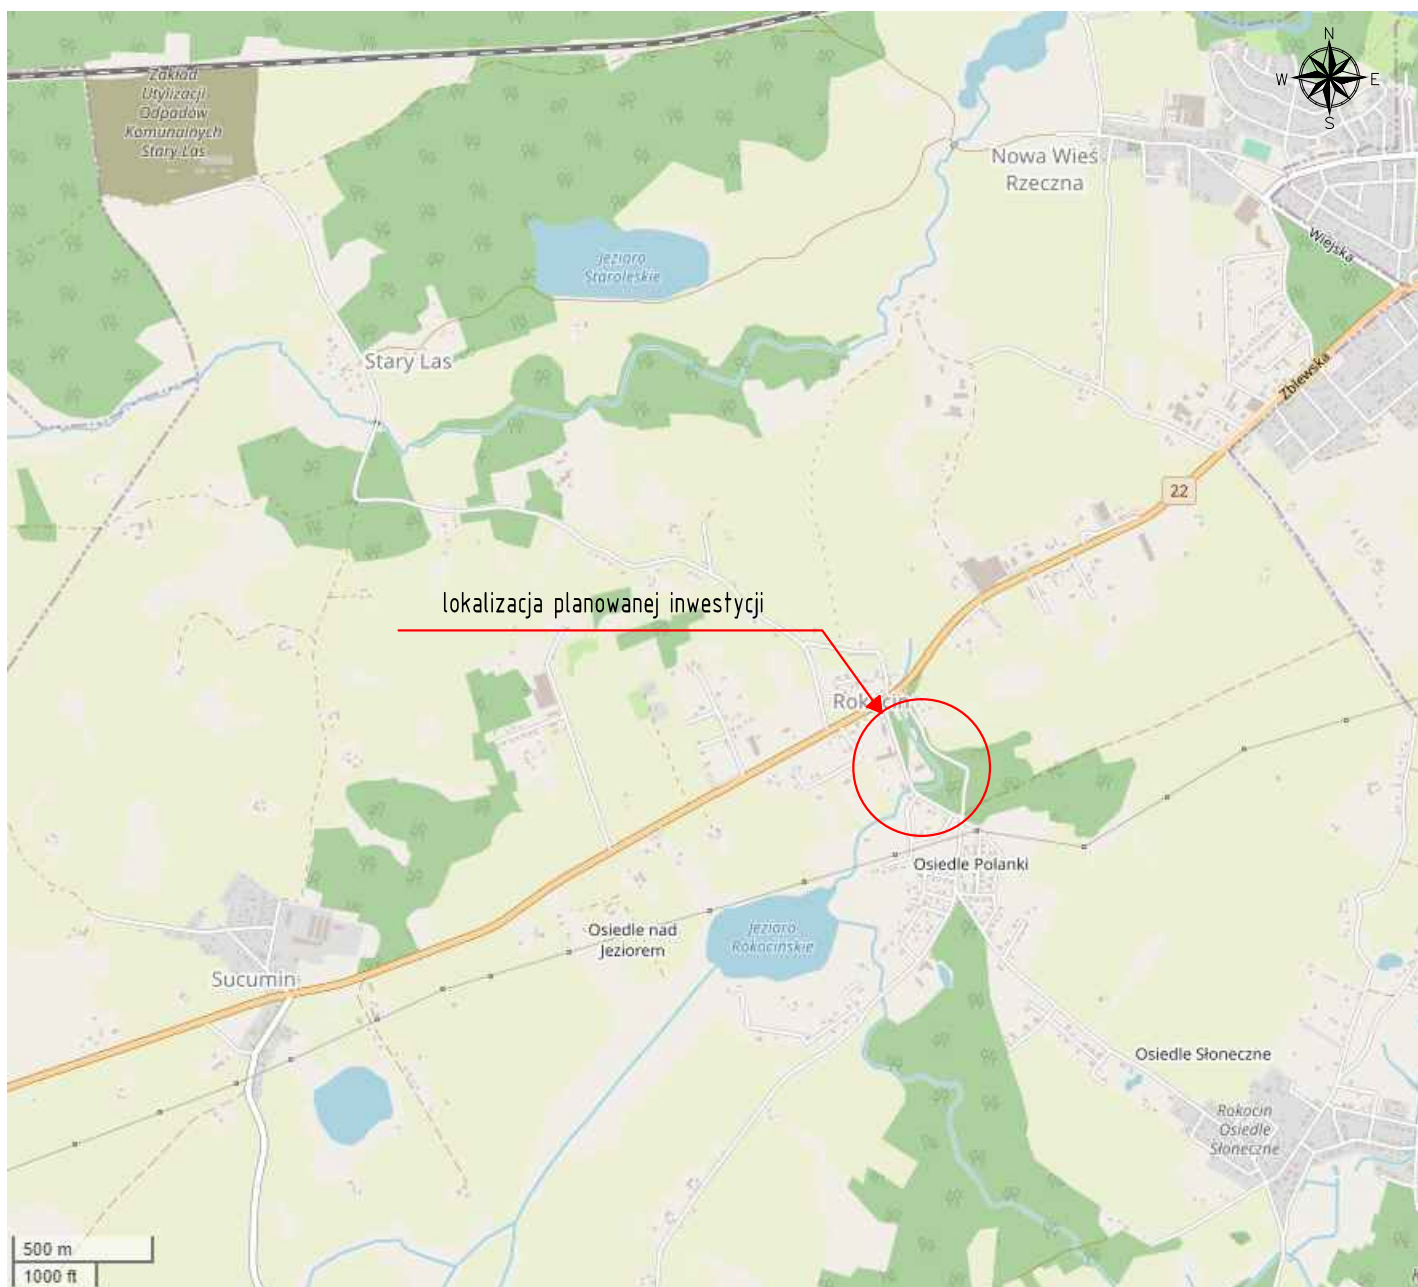 N
W
E
S
Zakład
Utylizacji
Odpadów
Komunalnych
Stary Las
Nowa Wieś
Rzeczna
Wiejska
Jezioro
Staroleskie
Stary Las
Zblewska
22
lokalizacja planowanej inwestycji
Rokocin
Osiedle Polanki
Osiedle nad
Jeziorem
Jezioro
Rokocińskie
Sucumin
Osiedle Słoneczne
Rokocin
Osiedle
Słoneczne
500 m
1000 ft